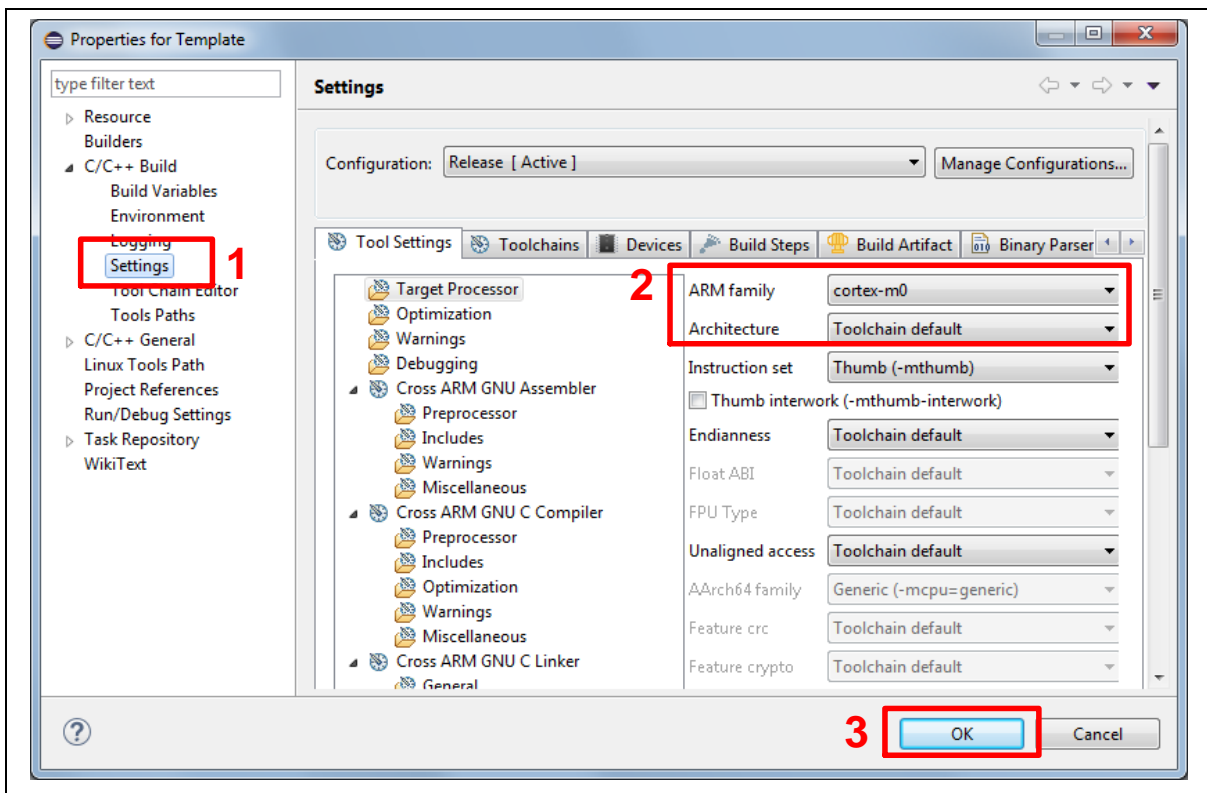 Properties for Template
type filter text
Resource
Builders
C/C++ Build
Build Variables
Environment
Logging
Settings
1
Tool Chain Editor
Tools Paths
C/C++ General
Linux Tools Path
Project References
Run/Debug Settings
Task Repository
WikiText
Settings
Configuration: Release [ Active ] Manage Configurations...
Tool Settings Toolchains Devices Build Steps Build Artifact Binary Parser
Target Processor
Optimization
Warnings
Debugging
Cross ARM GNU Assembler
Preprocessor
Includes
Warnings
Miscellaneous
Cross ARM GNU C Compiler
Preprocessor
Includes
Optimization
Warnings
Miscellaneous
Cross ARM GNU C Linker
General
2
ARM family cortex-m0
Architecture Toolchain default
Instruction set Thumb (-mthumb)
Thumb interwork (-mthumb-interwork)
Endianness Toolchain default
Float ABI Toolchain default
FPU Type Toolchain default
Unaligned access Toolchain default
AArch64 family Generic (-mcpu=generic)
Feature crc Toolchain default
Feature crypto Toolchain default
?
3
OK Cancel